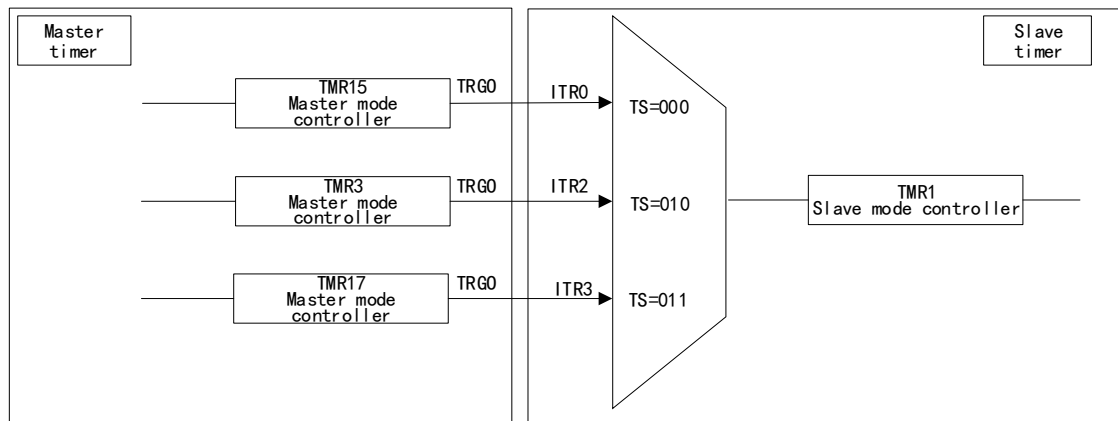 Master
timer
Slave
timer
TMR15
Master mode
controller
TRGO
ITR0
TS=000
TMR3
Master mode
controller
TRGO
ITR2
TS=010
TMR1
Slave mode controller
TMR17
Master mode
controller
TRGO
ITR3
TS=011